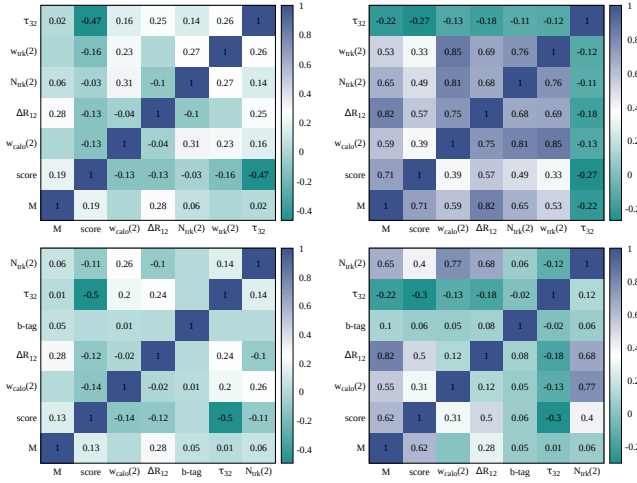 τ32 0.02 -0.47 0.16 0.25 0.14 0.26 1
wtrk(2) -0.16 0.23 0.27 1 0.26
Ntrk(2) 0.06 -0.03 0.31 -0.1 1 0.27 0.14
ΔR12 0.28 -0.13 -0.04 1 -0.1 0.25
wcalo(2) -0.13 1 -0.04 0.31 0.23 0.16
score 0.19 1 -0.13 -0.13 -0.03 -0.16 -0.47
M 1 0.19 0.28 0.06 0.02
M score wcalo(2) ΔR12 Ntrk(2) wtrk(2) τ32
1
0.8
0.6
0.4
0.2
0
-0.2
-0.4
τ32 -0.22 -0.27 -0.13 -0.18 -0.11 -0.12 1
wtrk(2) 0.53 0.33 0.85 0.69 0.76 1 -0.12
Ntrk(2) 0.65 0.49 0.81 0.68 1 0.76 -0.11
ΔR12 0.82 0.57 0.75 1 0.68 0.69 -0.18
wcalo(2) 0.59 0.39 1 0.75 0.81 0.85 -0.13
score 0.71 1 0.39 0.57 0.49 0.33 -0.27
M 1 0.71 0.59 0.82 0.65 0.53 -0.22
M score wcalo(2) ΔR12 Ntrk(2) wtrk(2) τ32
1
0.8
0.6
0.4
0.2
0
-0.2
Ntrk(2) 0.06 -0.11 0.26 -0.1 0.14 1
τ32 0.01 -0.5 0.2 0.24 1 0.14
b-tag 0.05 0.01 1
ΔR12 0.28 -0.12 -0.02 1 0.24 -0.1
wcalo(2) -0.14 1 -0.02 0.01 0.2 0.26
score 0.13 1 -0.14 -0.12 -0.5 -0.11
M 1 0.13 0.28 0.05 0.01 0.06
M score wcalo(2) ΔR12 b-tag τ32 Ntrk(2)
1
0.8
0.6
0.4
0.2
0
-0.2
-0.4
Ntrk(2) 0.65 0.4 0.77 0.68 0.06 -0.12 1
τ32 -0.22 -0.3 -0.13 -0.18 -0.02 1 0.12
b-tag 0.1 0.06 0.05 0.08 1 -0.02 0.06
ΔR12 0.82 0.5 0.12 1 0.08 -0.18 0.68
wcalo(2) 0.55 0.31 1 0.12 0.05 -0.13 0.77
score 0.62 1 0.31 0.5 0.06 -0.3 0.4
M 1 0.62 0.28 0.05 0.01 0.06
M score wcalo(2) ΔR12 b-tag τ32 Ntrk(2)
1
0.8
0.6
0.4
0.2
0
-0.2